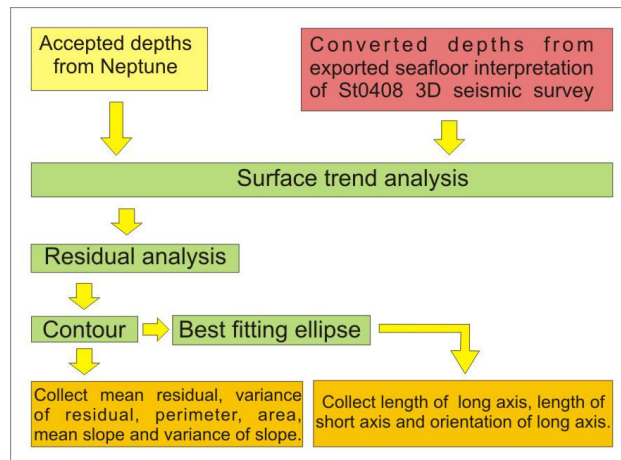 Accepted depths
from Neptune
Converted depths from
exported seafloor interpretation
of St0408 3D seismic survey
Surface trend analysis
Residual analysis
Contour
Best fitting ellipse
Collect mean residual, variance
of residual, perimeter, area,
mean slope and variance of slope.
Collect length of long axis, length of
short axis and orientation of long axis.